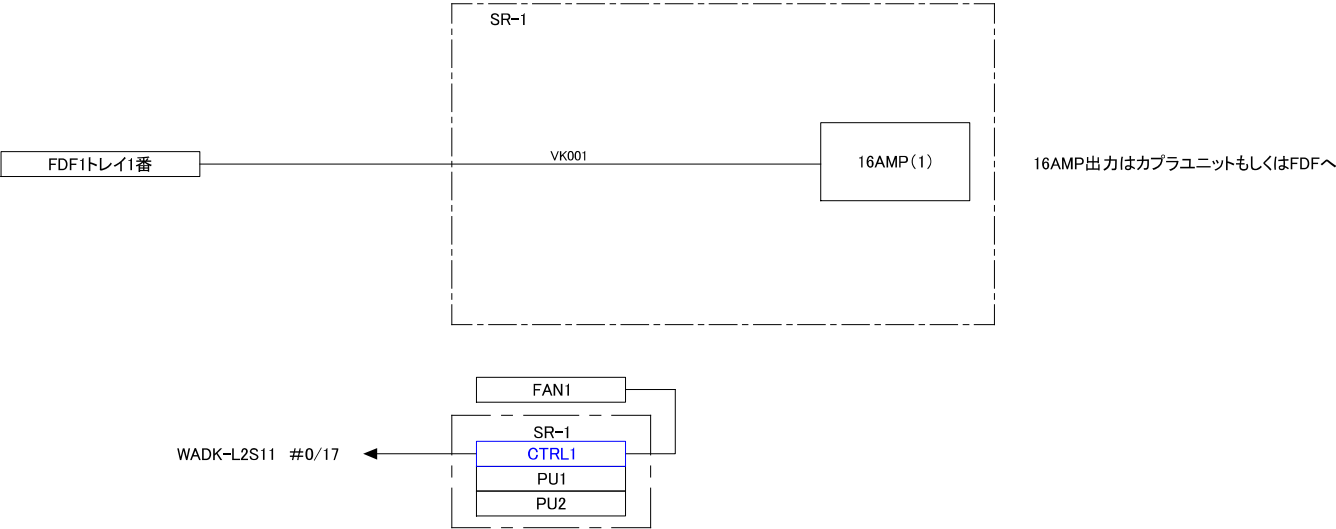 SR-1
FDF1トレイ1番
VK001
16AMP(1)
16AMP出力はカプラユニットもしくはFDFへ
FAN1
SR-1
WADK-L2S11 #0/17
CTRL1
PU1
PU2